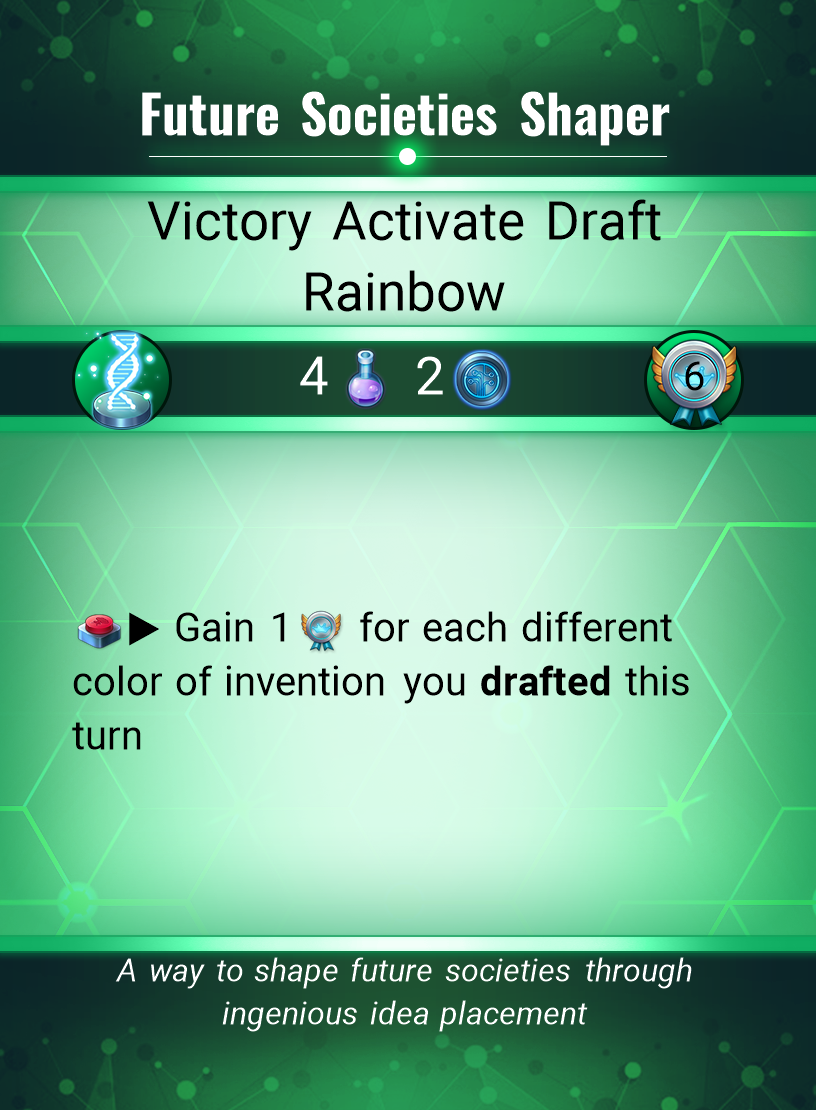 Future Societies Shaper
Victory Activate Draft
Rainbow
4 2 6
▶ Gain 1 for each different
color of invention you drafted this
turn
A way to shape future societies through
ingenious idea placement